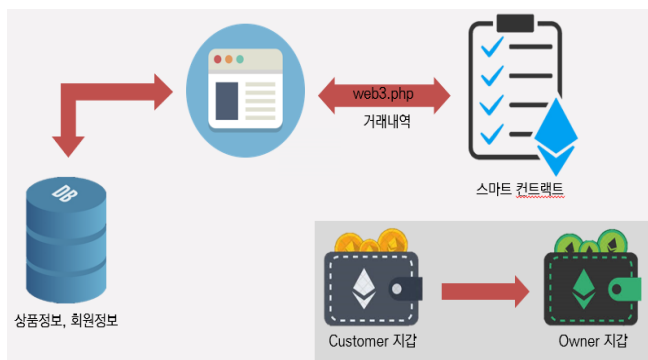 web3.php
거래내역
스마트 컨트랙트
DB
상품정보, 회원정보
Customer 지갑
Owner 지갑